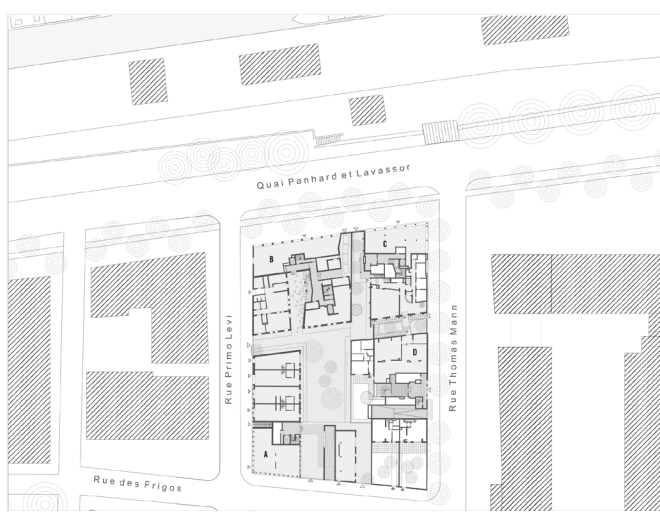 Quai Panhard et Lavassor
B
C
Rue Primo Levi
Rue Thomas Mann
D
A
Rue des Frigos